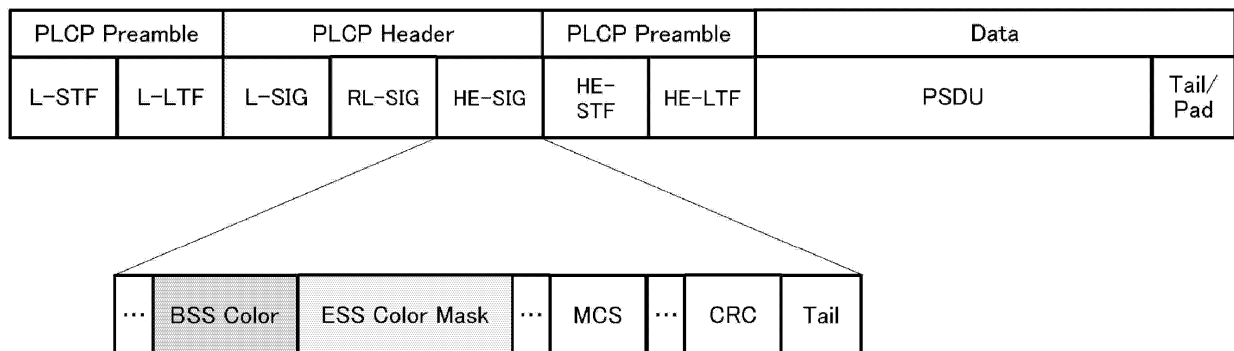 PLCP Preamble PLCP Header PLCP Preamble Data
L-STF L-LTF L-SIG RL-SIG HE-SIG HE-STF HE-LTF PSDU Tail/Pad
… BSS Color ESS Color Mask … MCS … CRC Tail